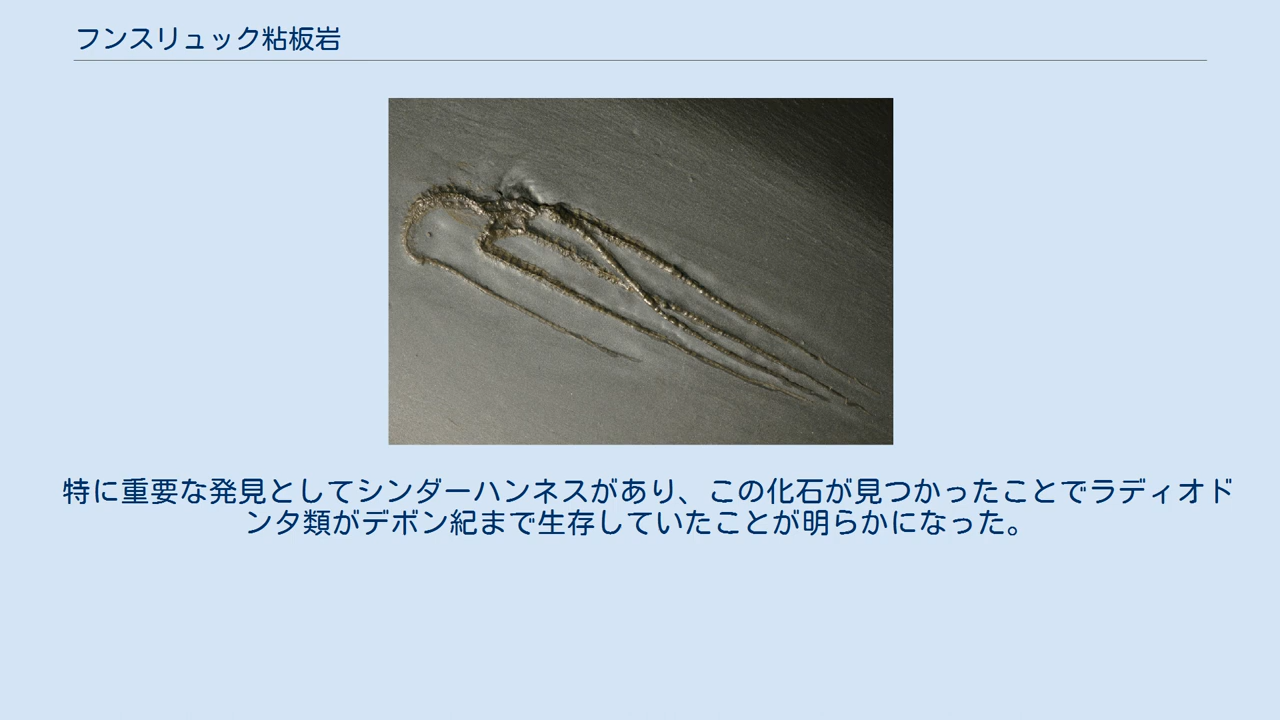 フンスリュック粘板岩
特に重要な発見としてシンダーハンネスがあり、この化石が見つかったことでラディオド
ンタ類がデボン紀まで生存していたことが明らかになった。